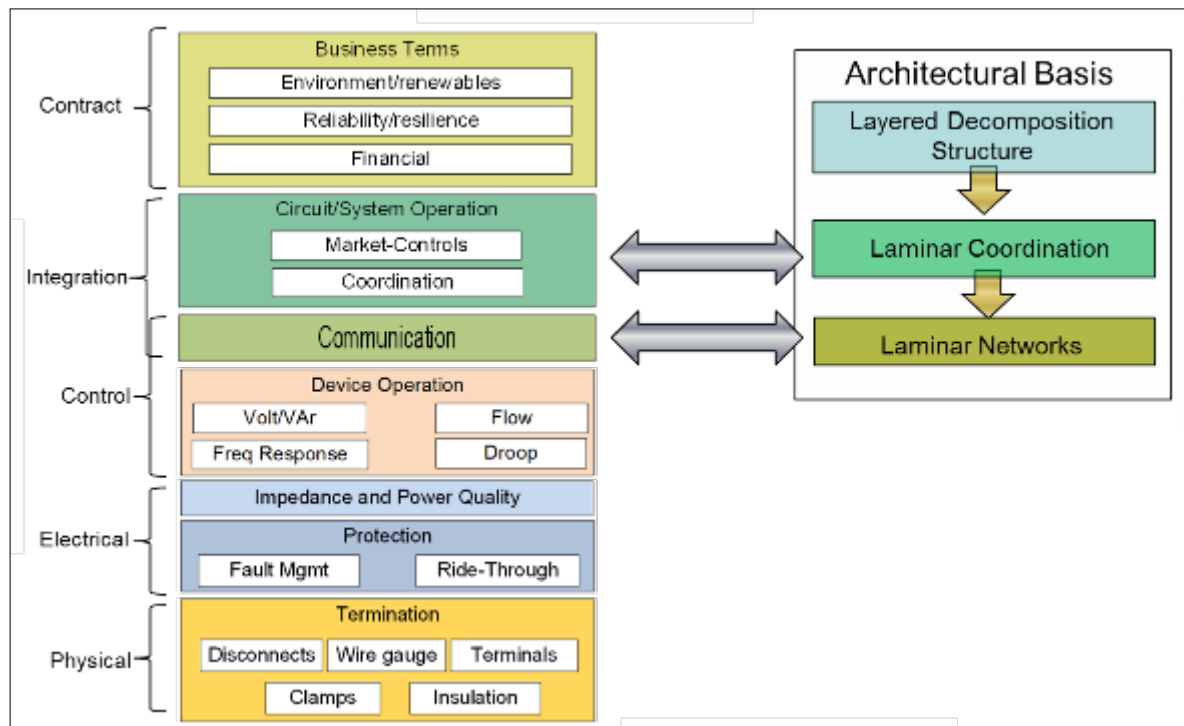 Contract
Business Terms
Environment/renewables
Reliability/resilience
Financial
Integration
Circuit/System Operation
Market-Controls
Coordination
Communication
Control
Device Operation
Volt/VAr
Flow
Freq Response
Droop
Electrical
Impedance and Power Quality
Protection
Fault Mgmt
Ride-Through
Physical
Termination
Disconnects
Wire gauge
Terminals
Clamps
Insulation
Architectural Basis
Layered Decomposition
Structure
Laminar Coordination
Laminar Networks